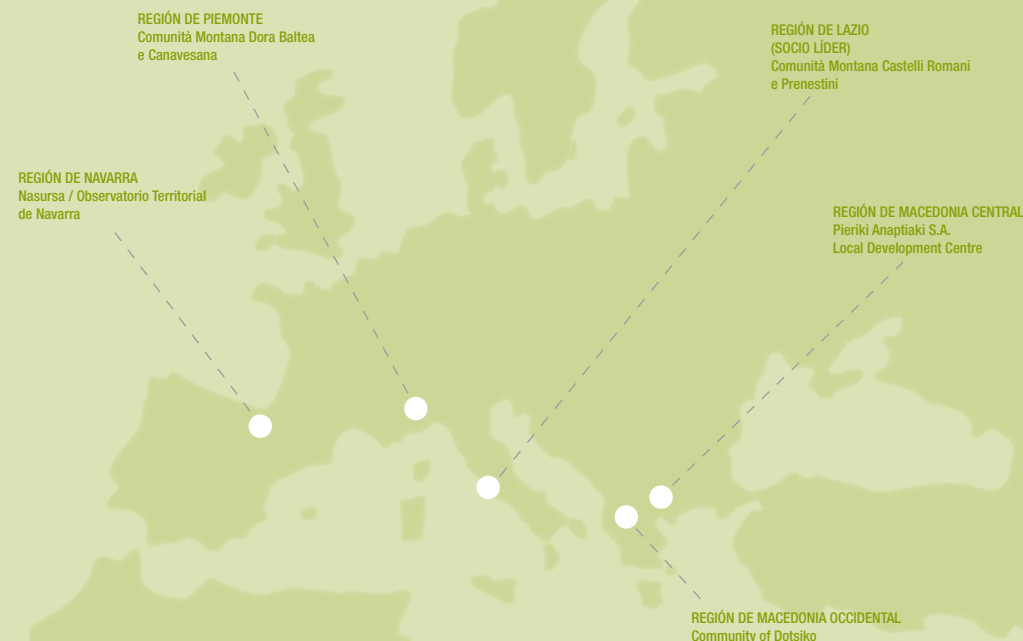 REGIÓN DE PIEMONTE
Comunità Montana Dora Baltea
e Canavesana
REGIÓN DE LAZIO
(SOCIO LÍDER)
Comunità Montana Castelli Romani
e Prenestini
REGIÓN DE NAVARRA
Nasursa / Observatorio Territorial
de Navarra
REGIÓN DE MACEDONIA CENTRAL
Pieriki Anaptiaki S.A.
Local Development Centre
REGIÓN DE MACEDONIA OCCIDENTAL
Community of Dotsiko